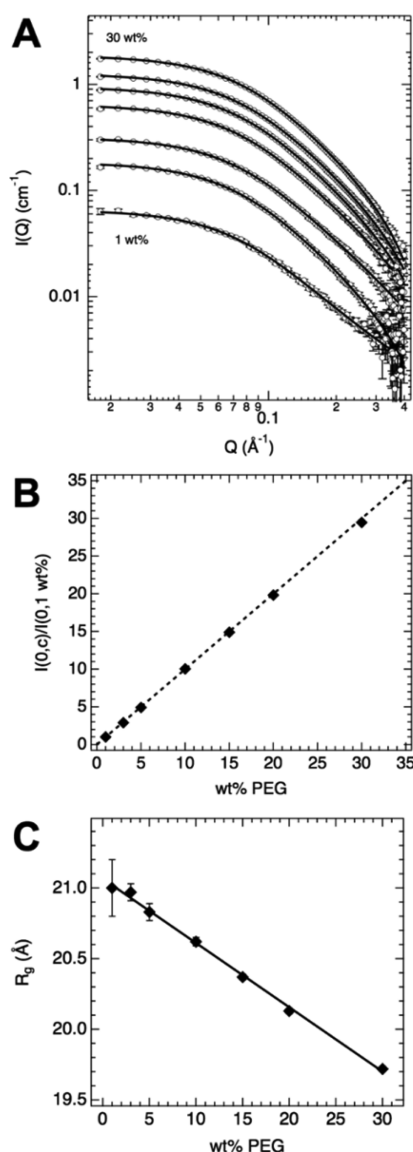 A
30 wt%
1 wt%
I(Q) (cm⁻¹)
1
0.1
0.01
2 3 4 5 6 7 8 9 0.1 2 3 4
Q (Å⁻¹)
B
I(0,c)/I(0,1 wt%)
35
30
25
20
15
10
5
0
0 5 10 15 20 25 30 35
wt% PEG
C
R_g (Å)
21.0
20.5
20.0
19.5
0 5 10 15 20 25 30
wt% PEG